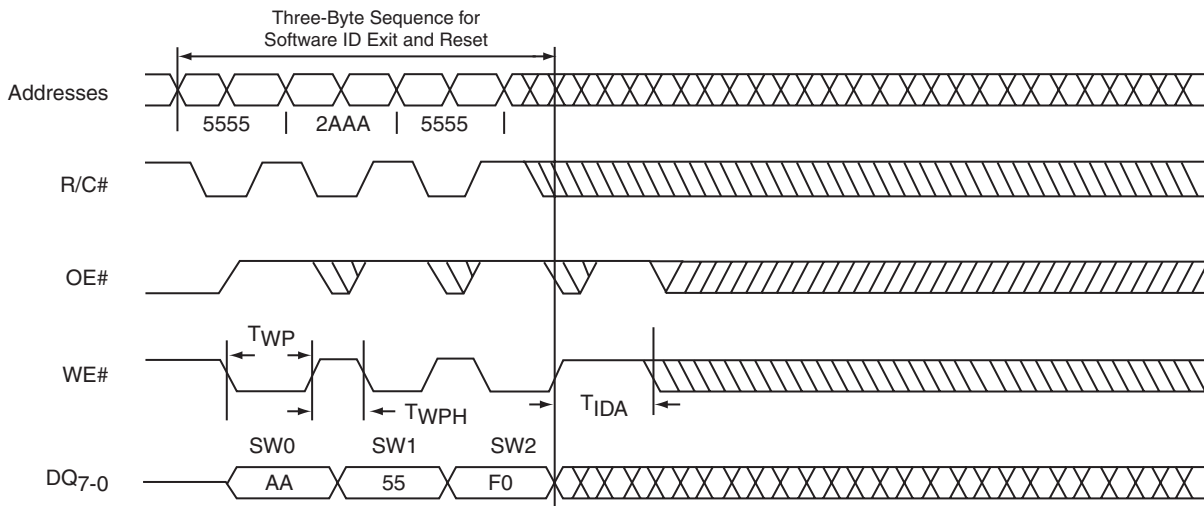 Three-Byte Sequence for
Software ID Exit and Reset
Addresses
5555 2AAA 5555
R/C#
OE#
TWP
WE#
TWPH TIDA
SW0 SW1 SW2
DQ7-0 AA 55 F0